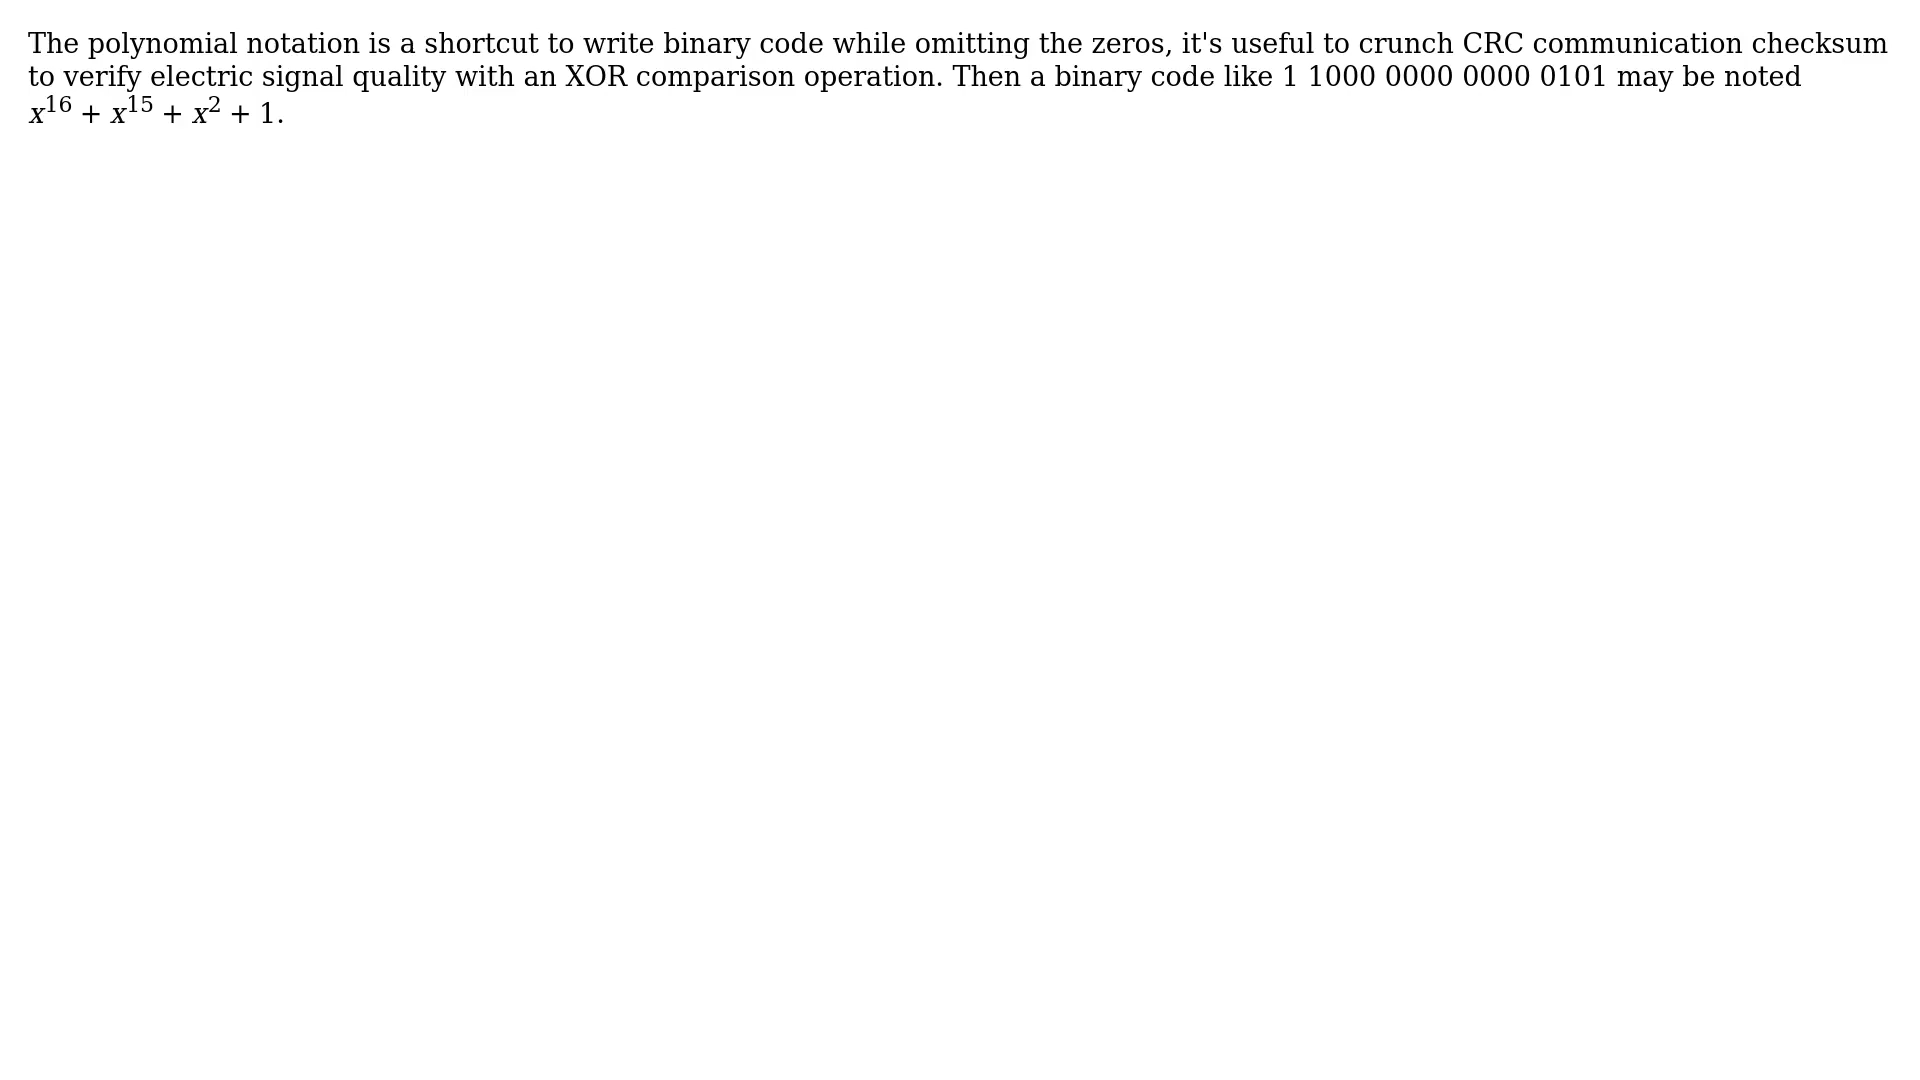 The polynomial notation is a shortcut to write binary code while omitting the zeros, it's useful to crunch CRC communication checksum
to verify electric signal quality with an XOR comparison operation. Then a binary code like 1 1000 0000 0000 0101 may be noted
x¹⁶ + x¹⁵ + x² + 1.